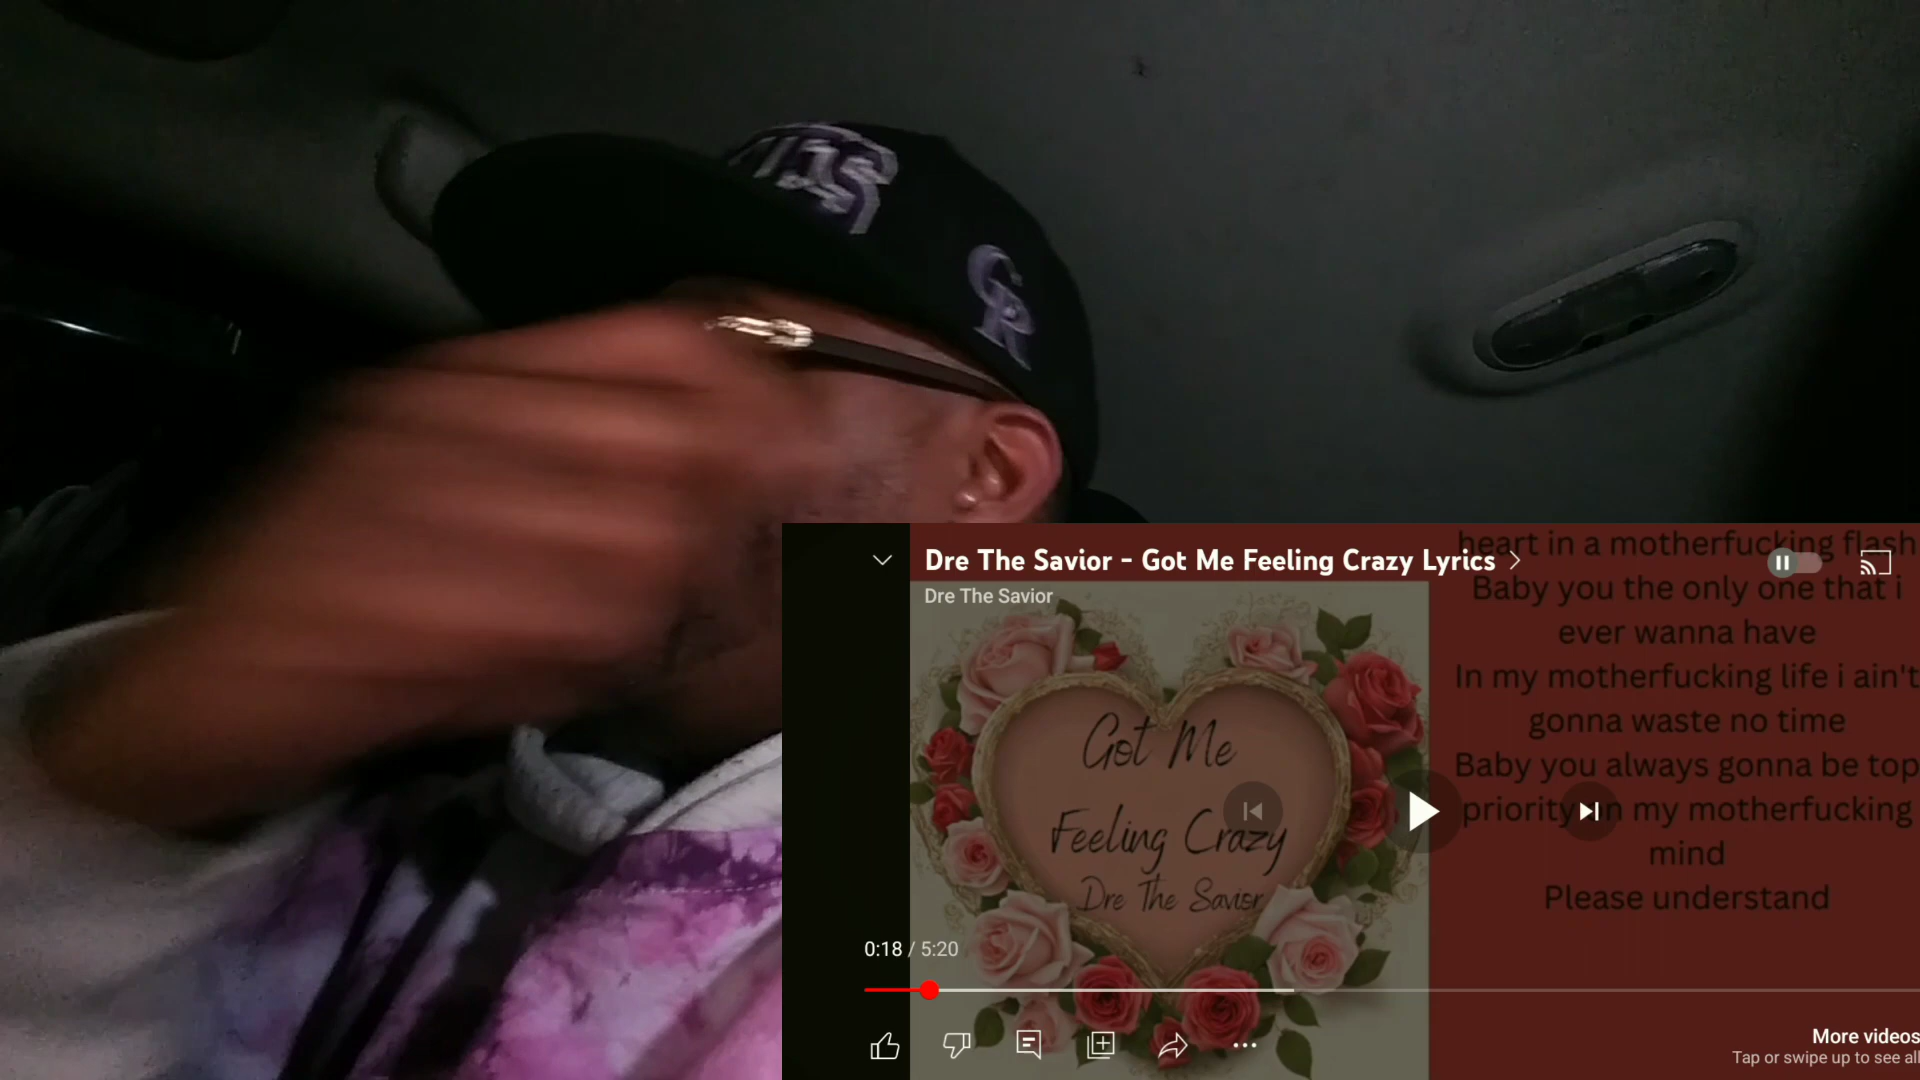 CR
heart in a motherfucking flash
Dre The Savior - Got Me Feeling Crazy Lyrics
Dre The Savior
Baby you the only one that i
ever wanna have
In my motherfucking life i ain't
gonna waste no time
Baby you always gonna be top
priority in my motherfucking
mind
Please understand
Got Me
Feeling Crazy
Dre The Savior
0:18 / 5:20
More videos
Tap or swipe up to see all